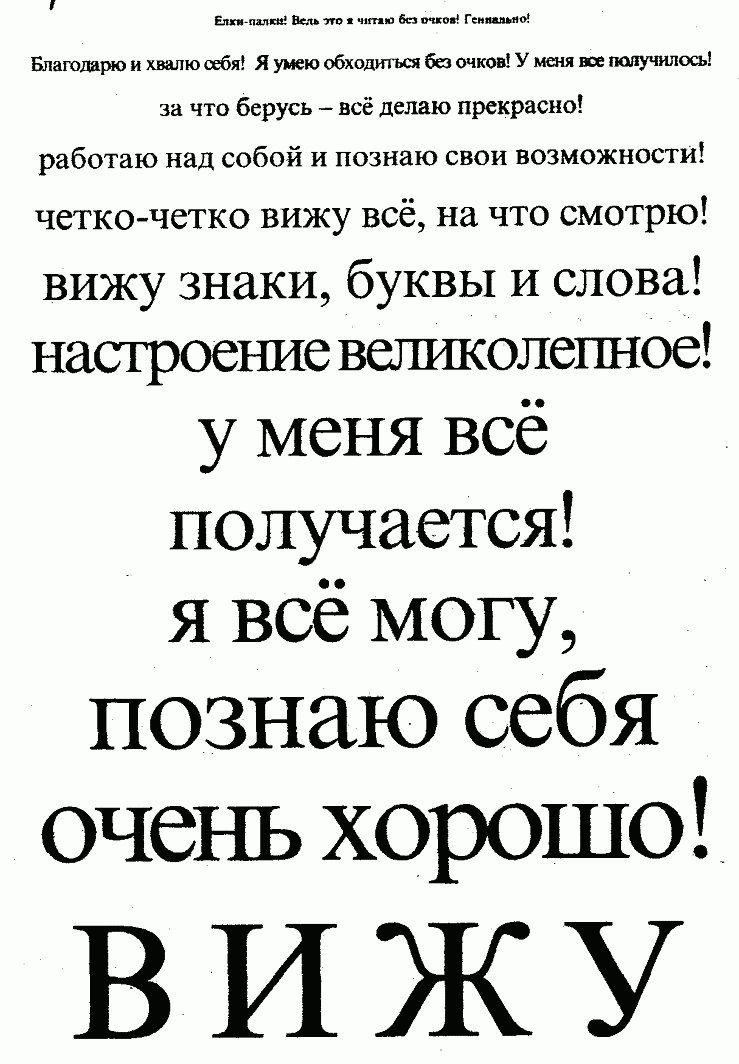 Елки-палки! Ведь это я читаю без очков! Гениально!
Благодарю и хвалю себя! Я умею обходиться без очков! У меня все получилось!
за что берусь – всё делаю прекрасно!
работаю над собой и познаю свои возможности!
четко-четко вижу всё, на что смотрю!
вижу знаки, буквы и слова!
настроение великолепное!
у меня всё
получается!
я всё могу,
познаю себя
очень хорошо!
ВИЖУ